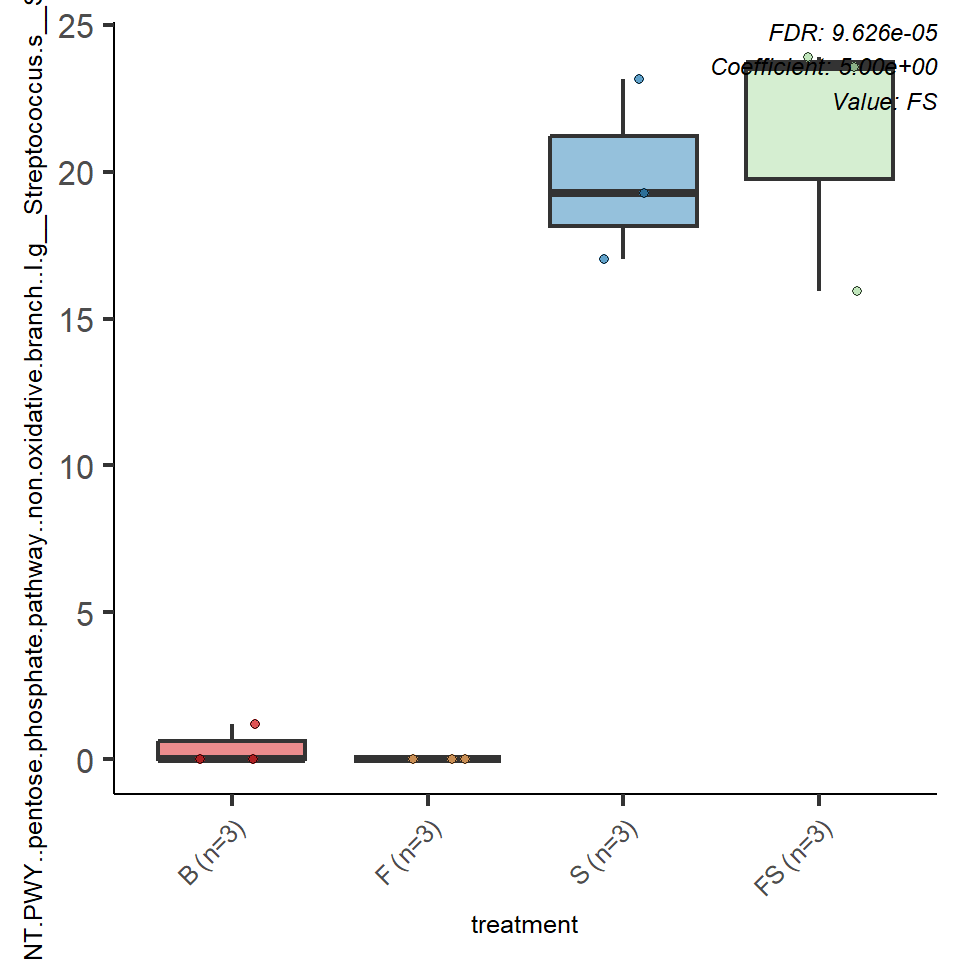 FDR: 9.626e-05
Coefficient: 5.00e+00
Value: FS
NT.PWY..pentose.phosphate.pathway..non.oxidative.branch..I.g__Streptococcus.s__S
25
20
15
10
5
0
B (n=3)
F (n=3)
S (n=3)
FS (n=3)
treatment